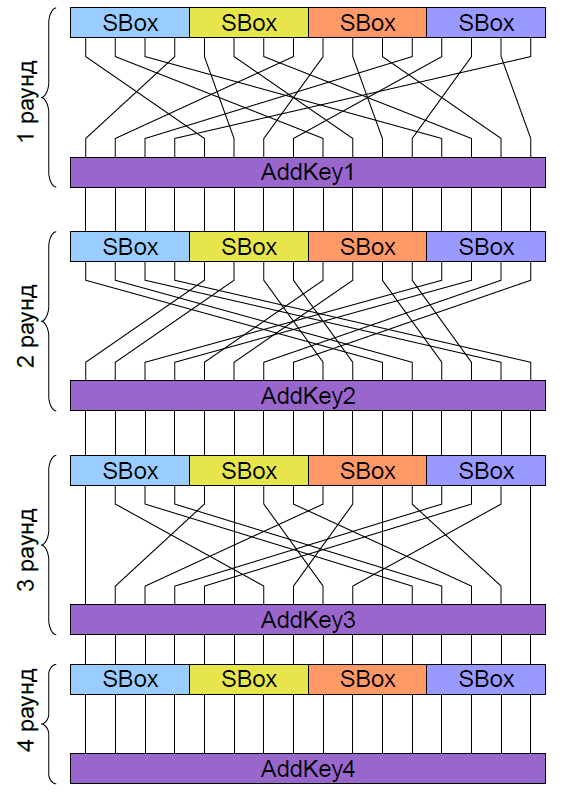 SBox SBox SBox SBox
1 раунд
AddKey1
SBox SBox SBox SBox
2 раунд
AddKey2
SBox SBox SBox SBox
3 раунд
AddKey3
SBox SBox SBox SBox
4 раунд
AddKey4